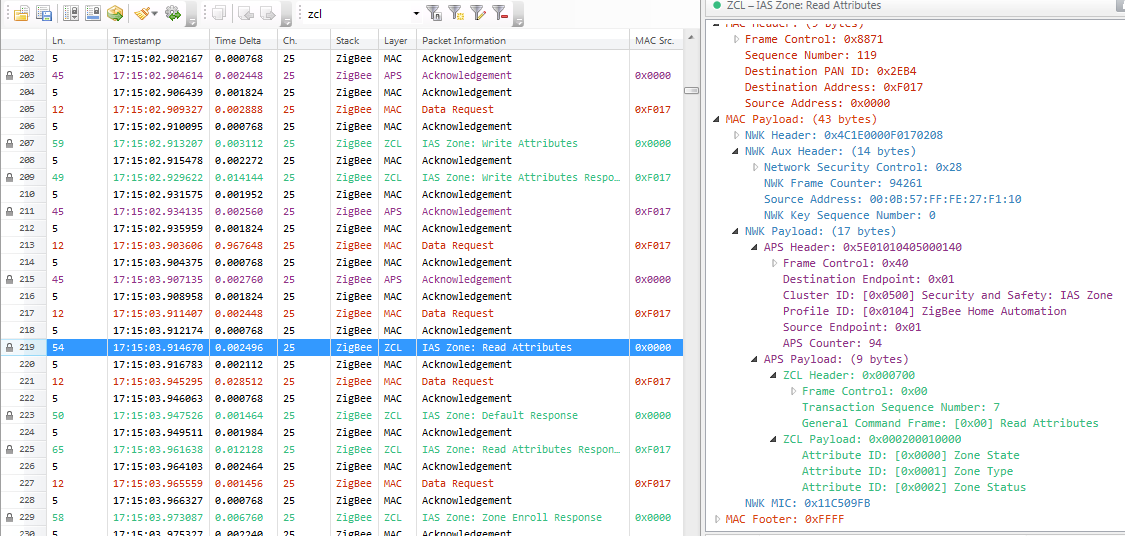 zcl
Ln. Timestamp Time Delta Ch. Stack Layer Packet Information MAC Src.
202 5 17:15:02.902167 0.000768 25 ZigBee MAC Acknowledgement
203 45 17:15:02.904614 0.002448 25 ZigBee APS Acknowledgement 0x0000
204 5 17:15:02.906439 0.001824 25 ZigBee MAC Acknowledgement
205 12 17:15:02.909327 0.002888 25 ZigBee MAC Data Request 0xF017
206 5 17:15:02.910095 0.000768 25 ZigBee MAC Acknowledgement
207 59 17:15:02.913207 0.003112 25 ZigBee ZCL IAS Zone: Write Attributes 0x0000
208 5 17:15:02.915478 0.002272 25 ZigBee MAC Acknowledgement
209 49 17:15:02.929622 0.014144 25 ZigBee ZCL IAS Zone: Write Attributes Respo… 0xF017
210 5 17:15:02.931575 0.001952 25 ZigBee MAC Acknowledgement
211 45 17:15:02.934135 0.002560 25 ZigBee APS Acknowledgement 0xF017
212 5 17:15:02.935959 0.001824 25 ZigBee MAC Acknowledgement
213 12 17:15:03.903606 0.967648 25 ZigBee MAC Data Request 0xF017
214 5 17:15:03.904375 0.000768 25 ZigBee MAC Acknowledgement
215 45 17:15:03.907135 0.002760 25 ZigBee APS Acknowledgement 0x0000
216 5 17:15:03.908958 0.001824 25 ZigBee MAC Acknowledgement
217 12 17:15:03.911407 0.002448 25 ZigBee MAC Data Request 0xF017
218 5 17:15:03.912174 0.000768 25 ZigBee MAC Acknowledgement
219 54 17:15:03.914670 0.002496 25 ZigBee ZCL IAS Zone: Read Attributes 0x0000
220 5 17:15:03.916783 0.002112 25 ZigBee MAC Acknowledgement
221 12 17:15:03.945295 0.028512 25 ZigBee MAC Data Request 0xF017
222 5 17:15:03.946063 0.000768 25 ZigBee MAC Acknowledgement
223 50 17:15:03.947526 0.001464 25 ZigBee ZCL IAS Zone: Default Response 0x0000
224 5 17:15:03.949511 0.001984 25 ZigBee MAC Acknowledgement
225 65 17:15:03.961638 0.012128 25 ZigBee ZCL IAS Zone: Read Attributes Respon… 0xF017
226 5 17:15:03.964103 0.002464 25 ZigBee MAC Acknowledgement
227 12 17:15:03.965559 0.001456 25 ZigBee MAC Data Request 0xF017
228 5 17:15:03.966327 0.000768 25 ZigBee MAC Acknowledgement
229 58 17:15:03.973087 0.006760 25 ZigBee ZCL IAS Zone: Zone Enroll Response 0x0000
230 5 17:15:03.975327 0.002240 25 ZigBee MAC Acknowledgement
ZCL – IAS Zone: Read Attributes
MAC Header: (9 bytes)
Frame Control: 0x8871
Sequence Number: 119
Destination PAN ID: 0x2EB4
Destination Address: 0xF017
Source Address: 0x0000
MAC Payload: (43 bytes)
NWK Header: 0x4C1E0000F0170208
NWK Aux Header: (14 bytes)
Network Security Control: 0x28
NWK Frame Counter: 94261
Source Address: 00:0B:57:FF:FE:27:F1:10
NWK Key Sequence Number: 0
NWK Payload: (17 bytes)
APS Header: 0x5E01010405000140
Frame Control: 0x40
Destination Endpoint: 0x01
Cluster ID: [0x0500] Security and Safety: IAS Zone
Profile ID: [0x0104] ZigBee Home Automation
Source Endpoint: 0x01
APS Counter: 94
APS Payload: (9 bytes)
ZCL Header: 0x000700
Frame Control: 0x00
Transaction Sequence Number: 7
General Command Frame: [0x00] Read Attributes
ZCL Payload: 0x000200010000
Attribute ID: [0x0000] Zone State
Attribute ID: [0x0001] Zone Type
Attribute ID: [0x0002] Zone Status
NWK MIC: 0x11C509FB
MAC Footer: 0xFFFF